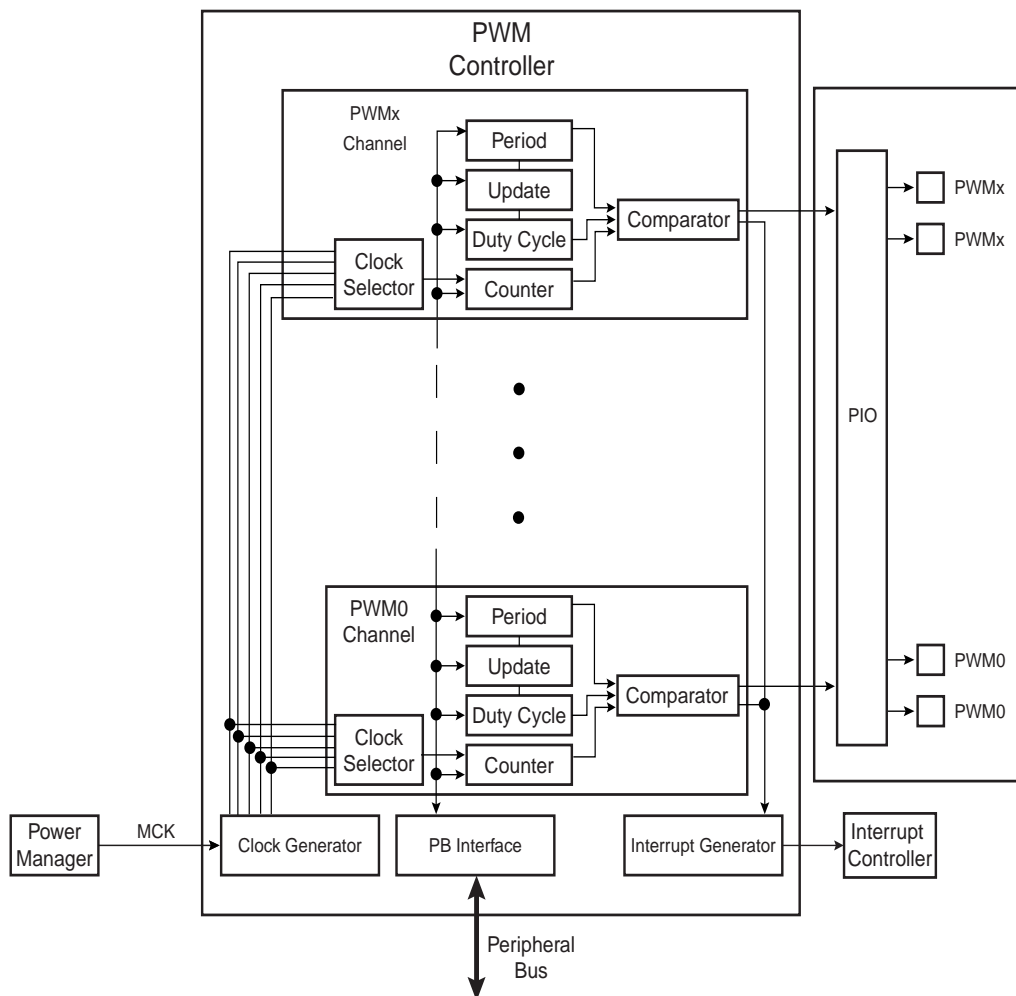 PWM
Controller
PWMx
Channel
Period
Update
Duty Cycle
Counter
Clock
Selector
Comparator
PIO
PWMx
PWMx
PWM0
Channel
Period
Update
Duty Cycle
Counter
Clock
Selector
Comparator
PWM0
PWM0
Power
Manager
MCK
Clock Generator
PB Interface
Interrupt Generator
Interrupt
Controller
Peripheral
Bus